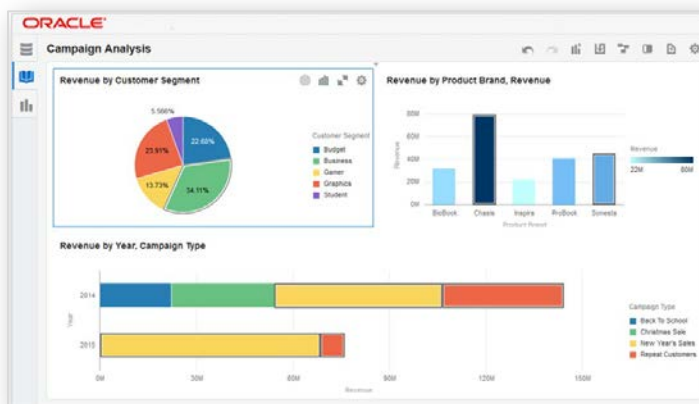 ORACLE®
Campaign Analysis
Revenue by Customer Segment
5.566%
22.68%
34.11%
13.73%
23.91%
Customer Segment
Budget
Business
Gamer
Graphics
Student
Revenue by Product Brand, Revenue
80M
60M
40M
20M
0M
Revenue
BioBook
Chasis
Inspire
ProBook
Sonesta
Product Brand
Revenue
22M 80M
Revenue by Year, Campaign Type
Year
2014
2015
0M 30M 60M 90M 120M 150M
Revenue
Campaign Type
Back To School
Christmas Sale
New Year's Sales
Repeat Customers